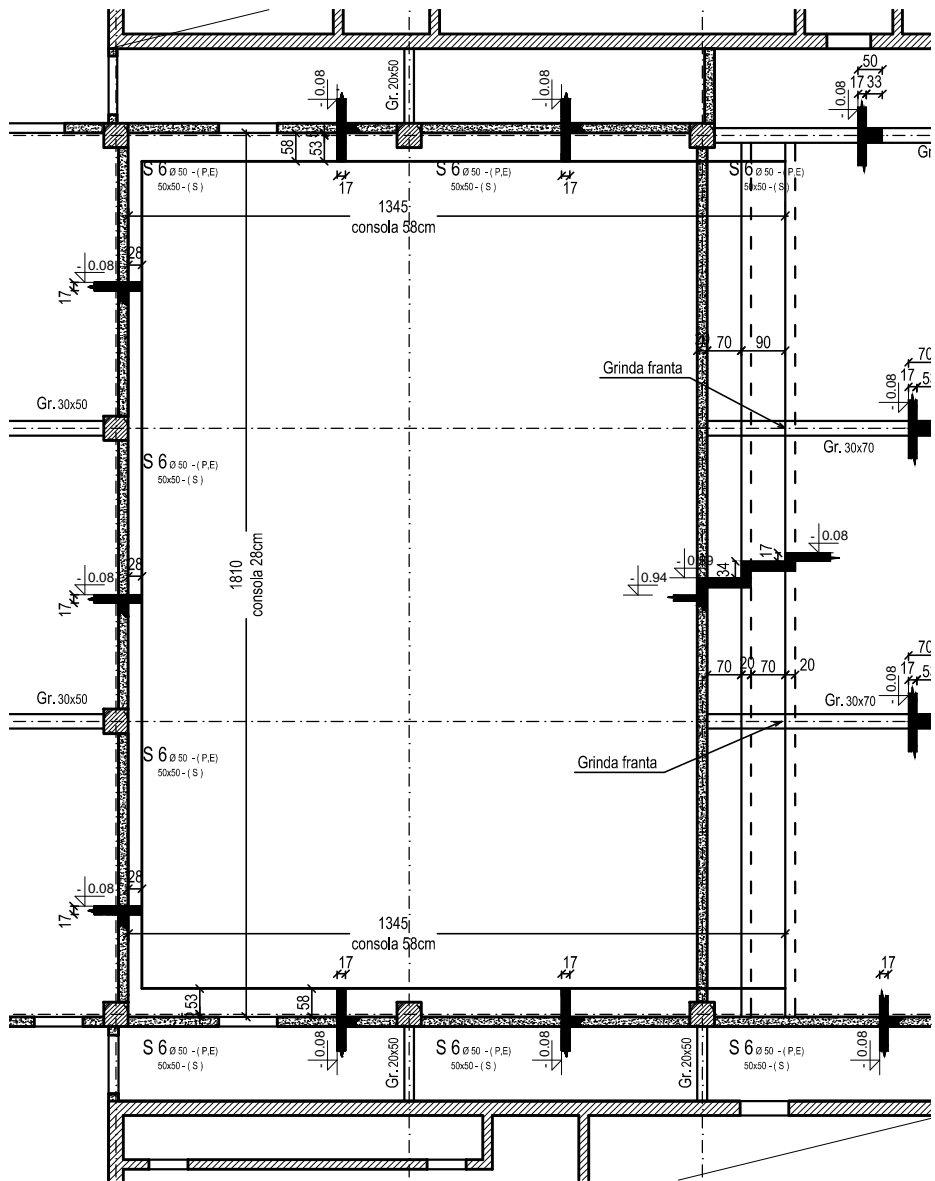 50
17 33
- 0.08
- 0.08
- 0.08
Gr. 20x50
58
53
17
17
Gr.
S 6 Ø 50 - ( P,E)
50x50 - ( S )
S 6 Ø 50 - ( P,E)
50x50 - ( S )
S 6 Ø 50 - ( P,E)
50x50 - ( S )
1345
consola 58cm
28
- 0.08
17
20
70
90
Grinda franta
70
17
- 0.08
Gr. 30x50
Gr. 30x70
S 6 Ø 50 - ( P,E)
50x50 - ( S )
1810
consola 28cm
28
- 0.08
17
- 0.94
34
17
- 0.08
70
20
70
20
70
17
- 0.08
Gr. 30x50
Gr. 30x70
S 6 Ø 50 - ( P,E)
50x50 - ( S )
Grinda franta
28
- 0.08
17
1345
consola 58cm
17
17
17
53
58
S 6 Ø 50 - ( P,E)
50x50 - ( S )
- 0.08
Gr. 20x50
S 6 Ø 50 - ( P,E)
50x50 - ( S )
- 0.08
Gr. 20x50
S 6 Ø 50 - ( P,E)
50x50 - ( S )
- 0.08